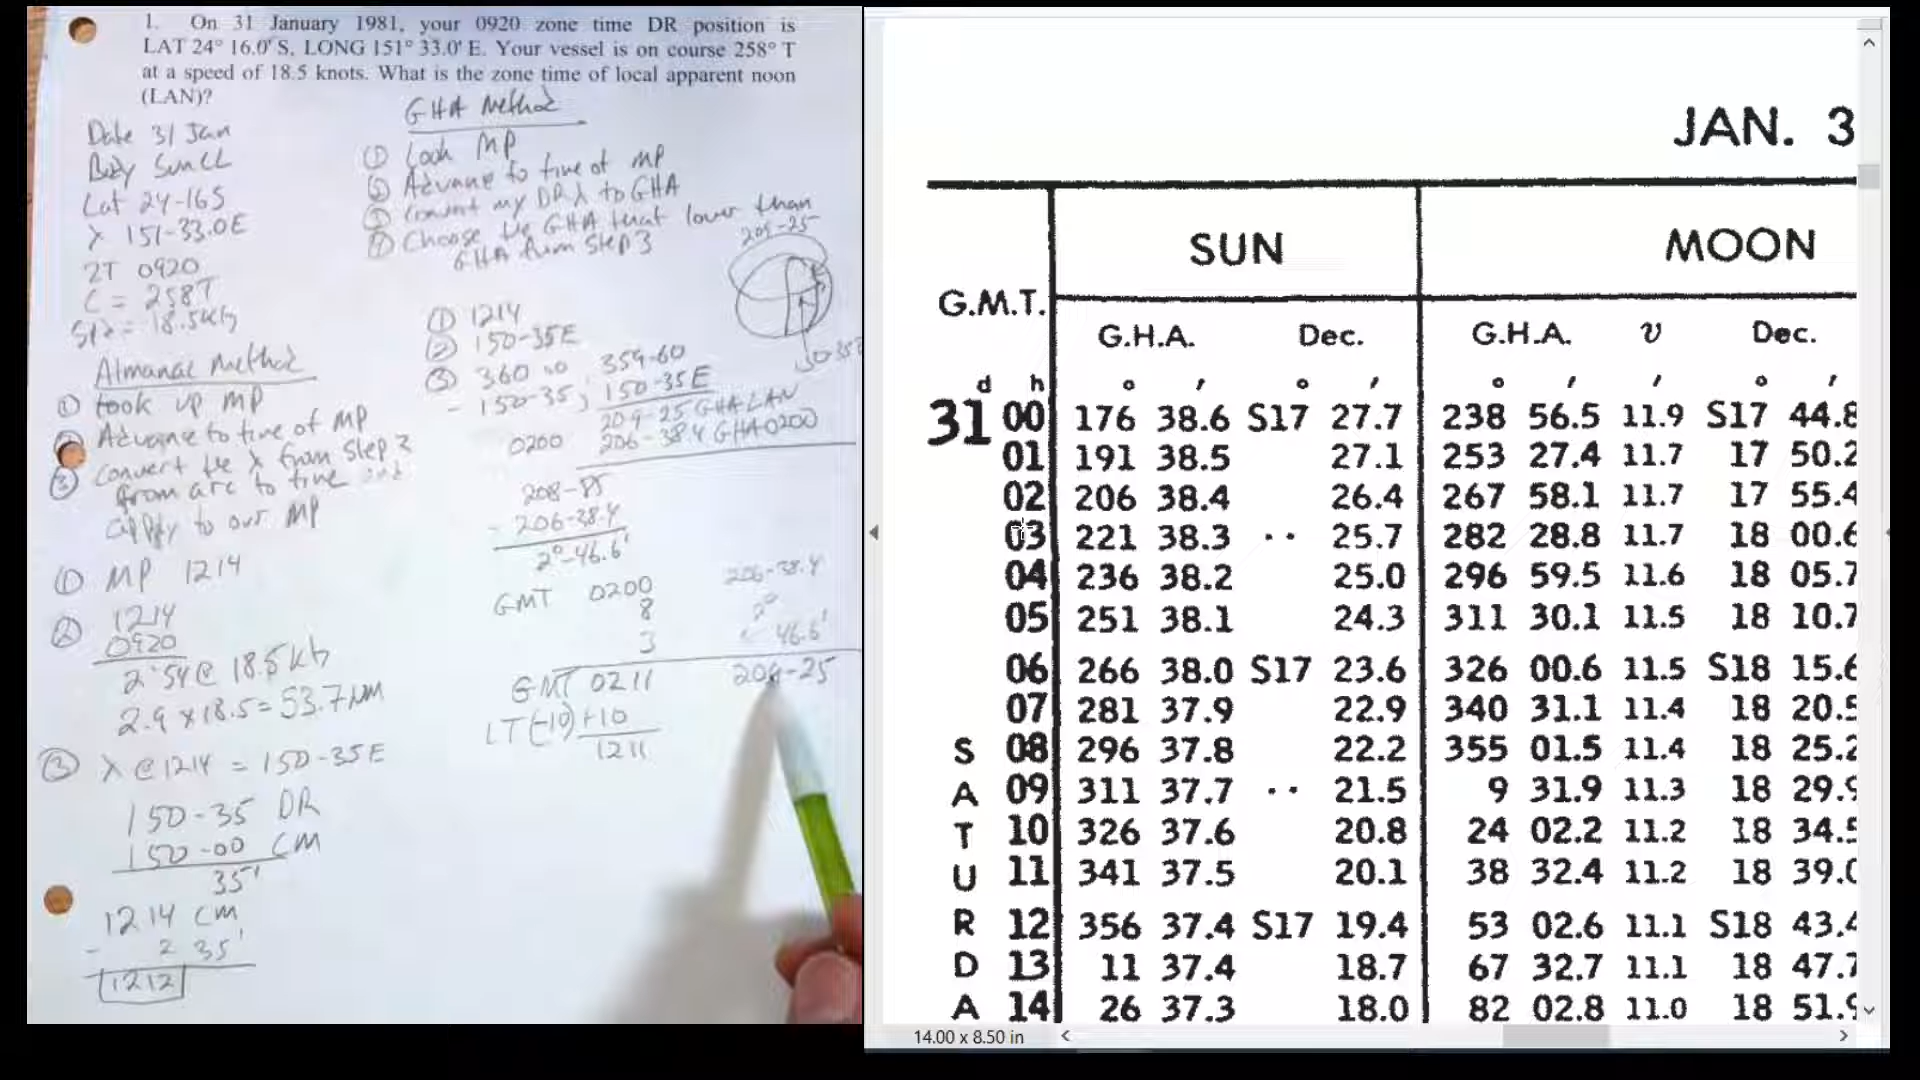 1. On 31 January 1981, your 0920 zone time DR position is
LAT 24° 16.0' S, LONG 151° 33.0' E. Your vessel is on course 258° T
at a speed of 18.5 knots. What is the zone time of local apparent noon
(LAN)?
Date 31 Jan
Body Sun LL
Lat 24-16S
λ 151-33.0E
ZT 0920
C = 258T
Spd = 18.5kts
Almanac Method
① Look up MP
② Advance to time of MP
③ Convert the λ from Step 2
from arc to time and
apply to our MP
① MP 1214
② 1214
0920
2°54 @ 18.5 kts
2.9 x 18.5 = 53.7 NM
③ λ @ 1214 = 150-35E
150-35 DR
150-00 CM
35'
1214 CM
- 2 35'
1212
GHA Method
① Look MP
② Advance to time of MP
③ Convert my DR λ to GHA
④ Choose the GHA that lower than
GHA from Step 3
209-25
① 1214
② 150-35E
③ 360 00 , 359-60
- 150-35 ; 150-35E
209-25 GHA LAN
0200 206-38.4 GHA 0200
208-85
- 206-38.4
2°-46.6'
GMT 0200 206-38.4
8 2°
3 46.6'
GMT 0211 209-25
LT(-10) +10
1211
JAN. 3
SUN MOON
G.M.T.
G.H.A. Dec. G.H.A. v Dec.
d h ° ' ° ' ° ' ' ° '
31 00 176 38.6 S17 27.7 238 56.5 11.9 S17 44.8
01 191 38.5 27.1 253 27.4 11.7 17 50.2
02 206 38.4 26.4 267 58.1 11.7 17 55.4
03 221 38.3 ·· 25.7 282 28.8 11.7 18 00.6
04 236 38.2 25.0 296 59.5 11.6 18 05.7
05 251 38.1 24.3 311 30.1 11.5 18 10.7
06 266 38.0 S17 23.6 326 00.6 11.5 S18 15.6
07 281 37.9 22.9 340 31.1 11.4 18 20.5
S 08 296 37.8 22.2 355 01.5 11.4 18 25.2
A 09 311 37.7 ·· 21.5 9 31.9 11.3 18 29.9
T 10 326 37.6 20.8 24 02.2 11.2 18 34.5
U 11 341 37.5 20.1 38 32.4 11.2 18 39.0
R 12 356 37.4 S17 19.4 53 02.6 11.1 S18 43.4
D 13 11 37.4 18.7 67 32.7 11.1 18 47.7
A 14 26 37.3 18.0 82 02.8 11.0 18 51.9
14.00 x 8.50 in